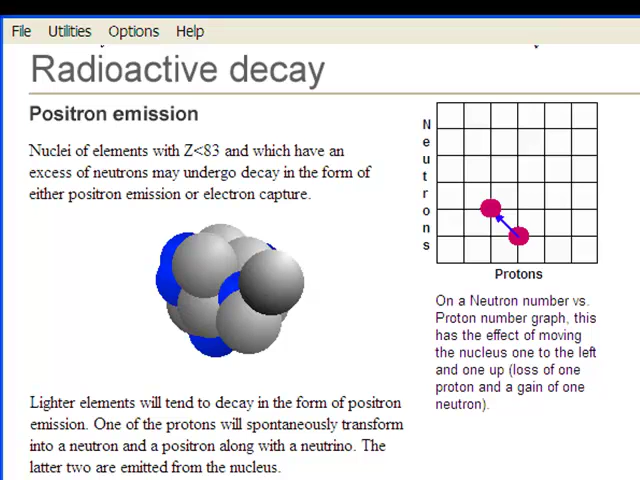 File Utilities Options Help
Radioactive decay
Positron emission
Nuclei of elements with Z<83 and which have an
excess of neutrons may undergo decay in the form of
either positron emission or electron capture.
Neutrons
Protons
On a Neutron number vs.
Proton number graph, this
has the effect of moving
the nucleus one to the left
and one up (loss of one
proton and a gain of one
neutron).
Lighter elements will tend to decay in the form of positron
emission. One of the protons will spontaneously transform
into a neutron and a positron along with a neutrino. The
latter two are emitted from the nucleus.